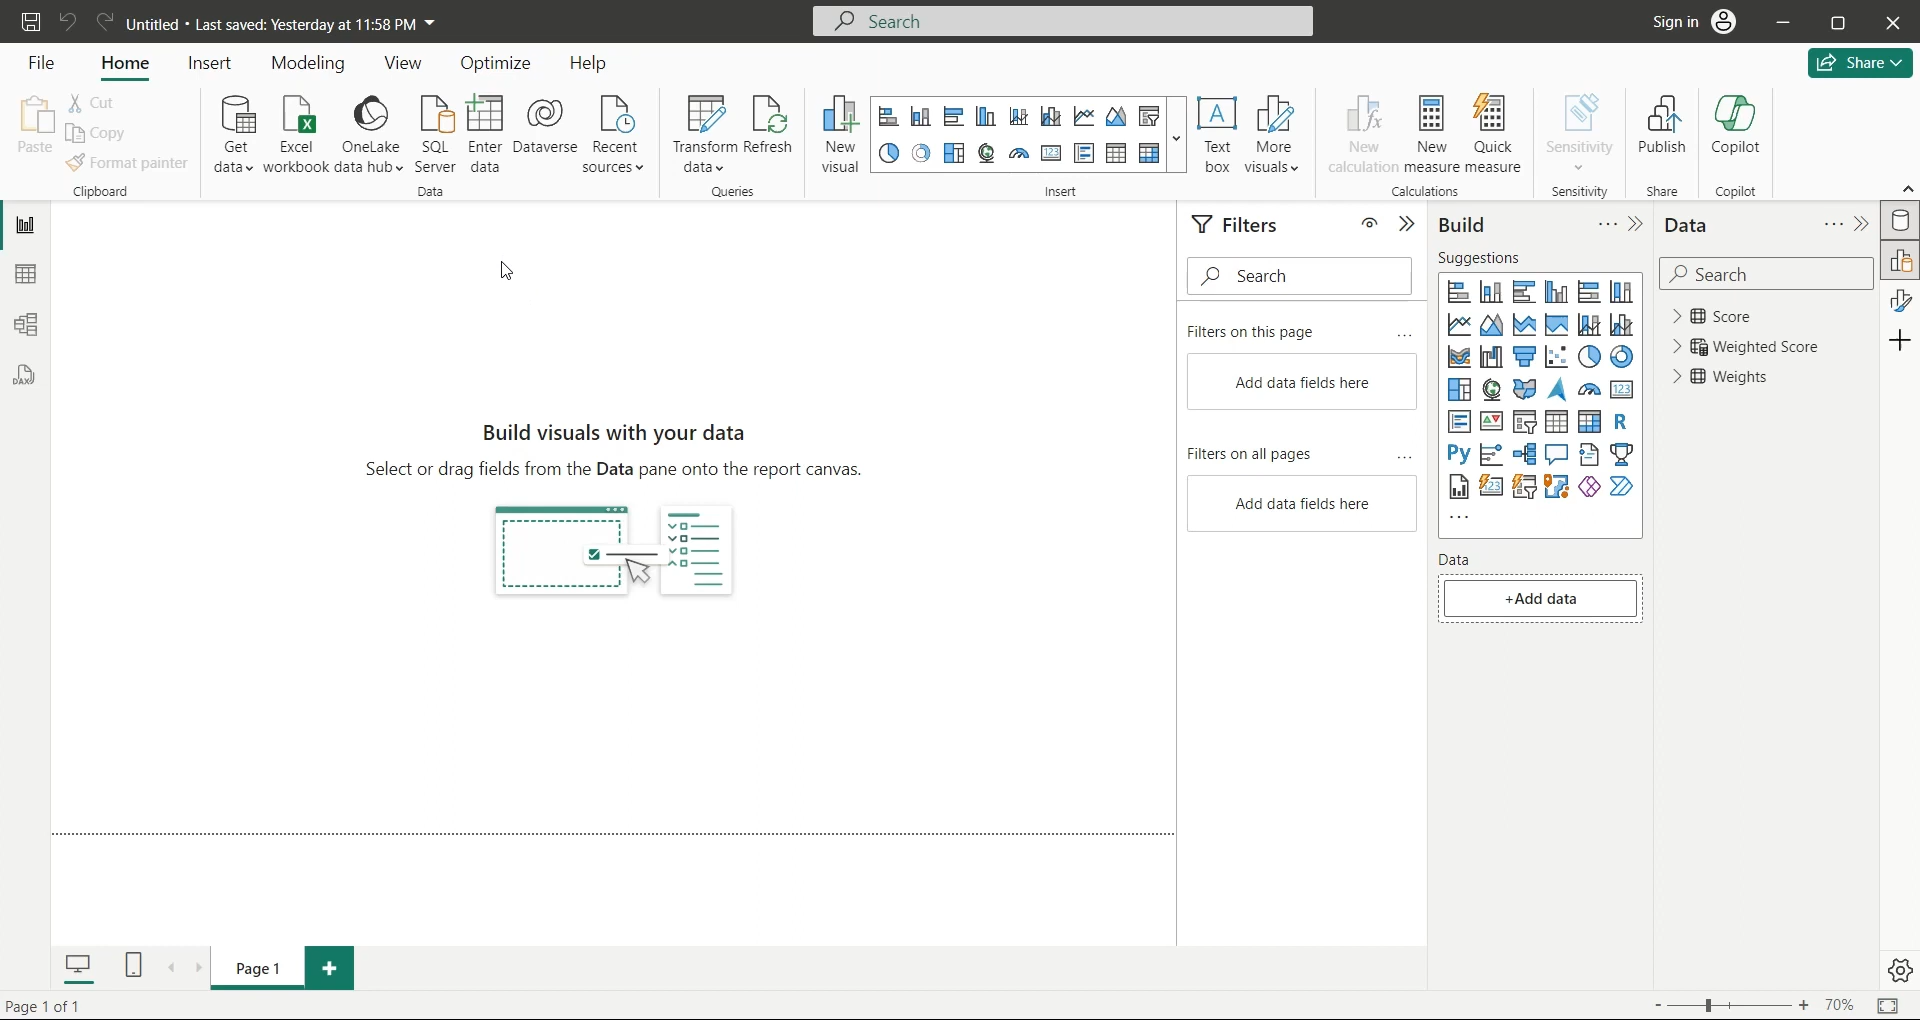 Untitled • Last saved: Yesterday at 11:58 PM
Search
Sign in
File Home Insert Modeling View Optimize Help
Share
Paste
Cut
Copy
Format painter
Clipboard
Get data
Excel workbook
OneLake data hub
SQL Server
Enter data
Dataverse
Recent sources
Data
Transform data
Refresh
Queries
New visual
123
A
Text box
More visuals
Insert
New calculation
New measure
Quick measure
Calculations
Sensitivity
Sensitivity
Publish
Share
Copilot
Copilot
DAX
Build visuals with your data
Select or drag fields from the Data pane onto the report canvas.
Filters
Search
Filters on this page
...
Add data fields here
Filters on all pages
...
Add data fields here
Build
...
Suggestions
123
R
Py
123
...
Data
+Add data
Data
...
Search
Score
Weighted Score
Weights
Page 1
+
Page 1 of 1
- + 70%